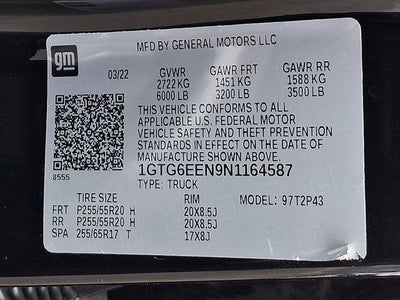 gm
MFD BY GENERAL MOTORS LLC
03/22 GVWR GAWR FRT GAWR RR
2722 KG 1451 KG 1588 KG
6000 LB 3200 LB 3500 LB
THIS VEHICLE CONFORMS TO ALL
APPLICABLE U.S. FEDERAL MOTOR
VEHICLE SAFETY AND THEFT PREVENTION
STANDARDS IN EFFECT ON THE DATE OF
MANUFACTURE SHOWN ABOVE.
8555
1GTG6EEN9N1164587
TYPE: TRUCK
TIRE SIZE RIM MODEL: 97T2P43
FRT P255/55R20 H 20X8.5J
RR P255/55R20 H 20X8.5J
SPA 255/65R17 T 17X8J